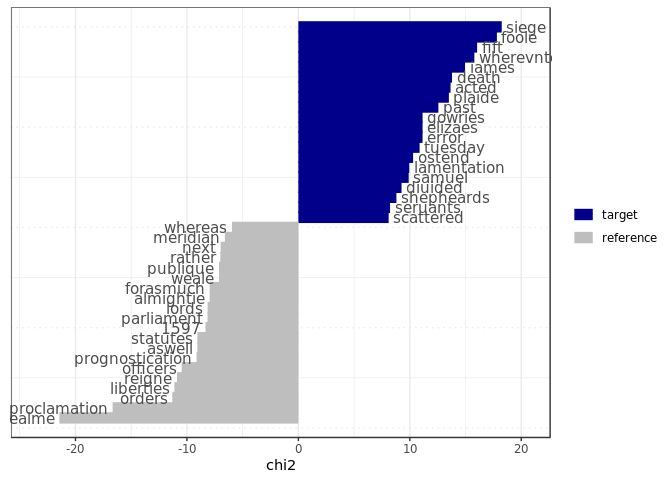 siege
foole
fift
wherevnto
iames
death
acted
plaide
past
gowries
elizaes
error
tuesday
ostend
lamentation
samuel
diuided
shepheards
seruants
scattered
whereas
meridian
next
rather
publique
weale
forasmuch
almightie
lords
parliament
1597
statutes
aswell
prognostication
officers
reigne
liberties
orders
proclamation
ealme
-20 -10 0 10 20
chi2
target
reference